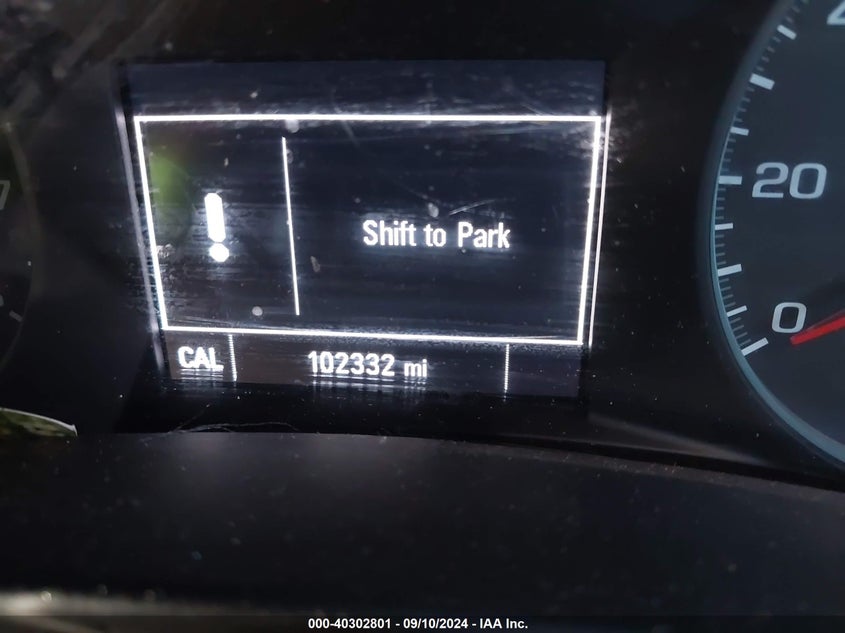 20
Shift to Park
0
CAL 102332 mi
000-40302801 - 09/10/2024 - IAA Inc.